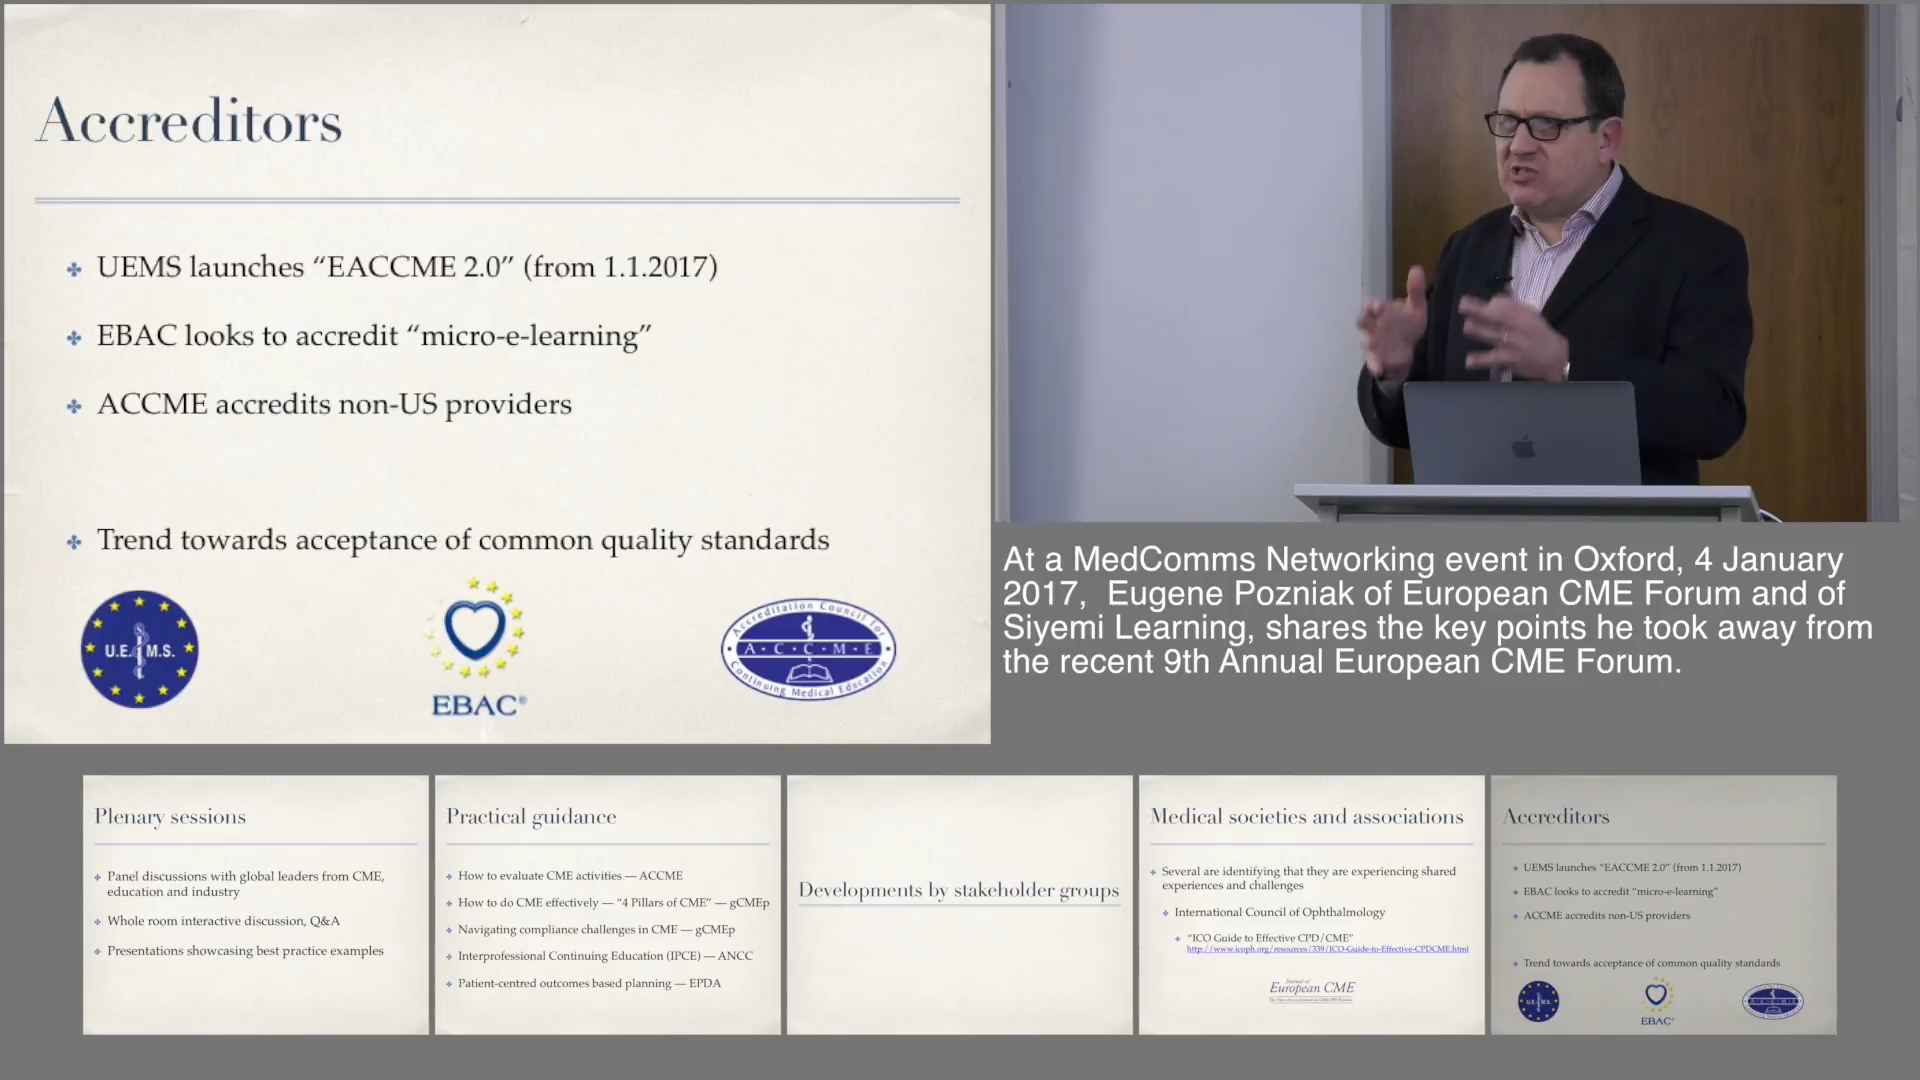 Accreditors
UEMS launches “EACCME 2.0” (from 1.1.2017)
EBAC looks to accredit “micro-e-learning”
ACCME accredits non-US providers
Trend towards acceptance of common quality standards
U.E.M.S.
EBAC®
Accreditation Council for
A·C·C·M·E
Continuing Medical Education
At a MedComms Networking event in Oxford, 4 January
2017,  Eugene Pozniak of European CME Forum and of
Siyemi Learning, shares the key points he took away from
the recent 9th Annual European CME Forum.
Plenary sessions
Panel discussions with global leaders from CME,
education and industry
Whole room interactive discussion, Q&A
Presentations showcasing best practice examples
Practical guidance
How to evaluate CME activities — ACCME
How to do CME effectively — “4 Pillars of CME” — gCMEp
Navigating compliance challenges in CME — gCMEp
Interprofessional Continuing Education (IPCE) — ANCC
Patient-centred outcomes based planning — EPDA
Developments by stakeholder groups
Medical societies and associations
Several are identifying that they are experiencing shared
experiences and challenges
International Council of Ophthalmology
“ICO Guide to Effective CPD/CME”
http://www.icoph.org/resources/339/ICO-Guide-to-Effective-CPDCME.html
Journal of
European CME
Accreditors
UEMS launches “EACCME 2.0” (from 1.1.2017)
EBAC looks to accredit “micro-e-learning”
ACCME accredits non-US providers
Trend towards acceptance of common quality standards
U.E.M.S.
EBAC®
A·C·C·M·E